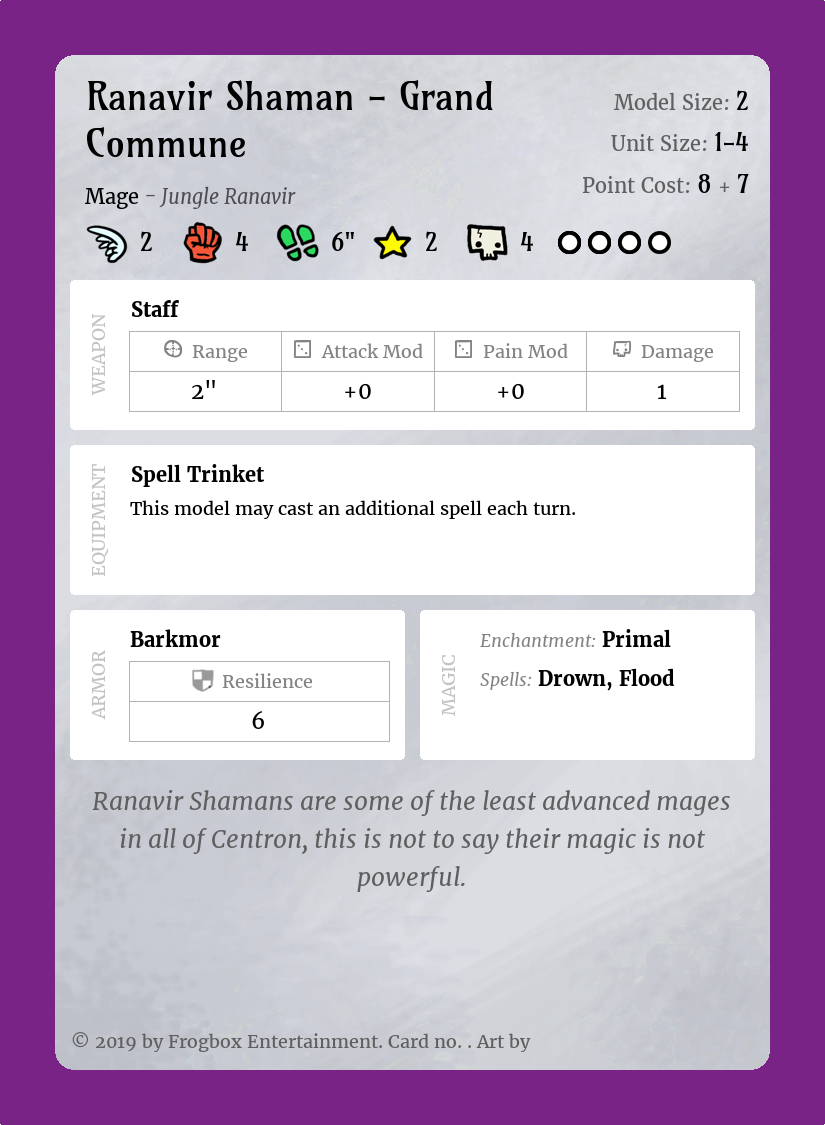 Ranavir Shaman - Grand
Commune
Model Size: 2
Unit Size: 1-4
Point Cost: 8 + 7
Mage - Jungle Ranavir
2 4 6" 2 4
WEAPON
Staff
Range Attack Mod Pain Mod Damage
2" +0 +0 1
EQUIPMENT
Spell Trinket
This model may cast an additional spell each turn.
ARMOR
Barkmor
Resilience
6
MAGIC
Enchantment: Primal
Spells: Drown, Flood
Ranavir Shamans are some of the least advanced mages
in all of Centron, this is not to say their magic is not
powerful.
© 2019 by Frogbox Entertainment. Card no. . Art by